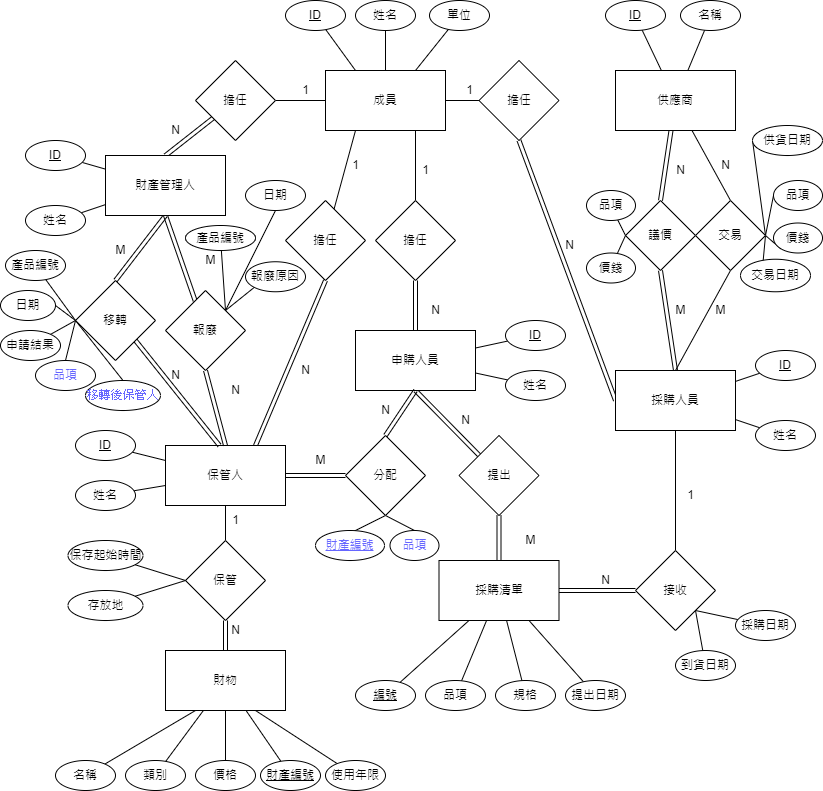 ID
姓名
單位
ID
名稱
擔任
1
成員
1
擔任
供應商
N
供貨日期
ID
財產管理人
1
1
N
N
日期
品項
姓名
品項
產品編號
M
擔任
擔任
N
議價
交易
價錢
產品編號
M
報廢原因
價錢
交易日期
日期
移轉
報廢
N
M
M
申請結果
ID
品項
N
N
N
申購人員
ID
移轉後保管人
姓名
採購人員
N
N
姓名
ID
M
保管人
分配
提出
姓名
1
1
財產編號
品項
M
保存起始時間
保管
採購清單
N
接收
存放地
N
採購日期
財物
到貨日期
編號
品項
規格
提出日期
名稱
類別
價格
財產編號
使用年限